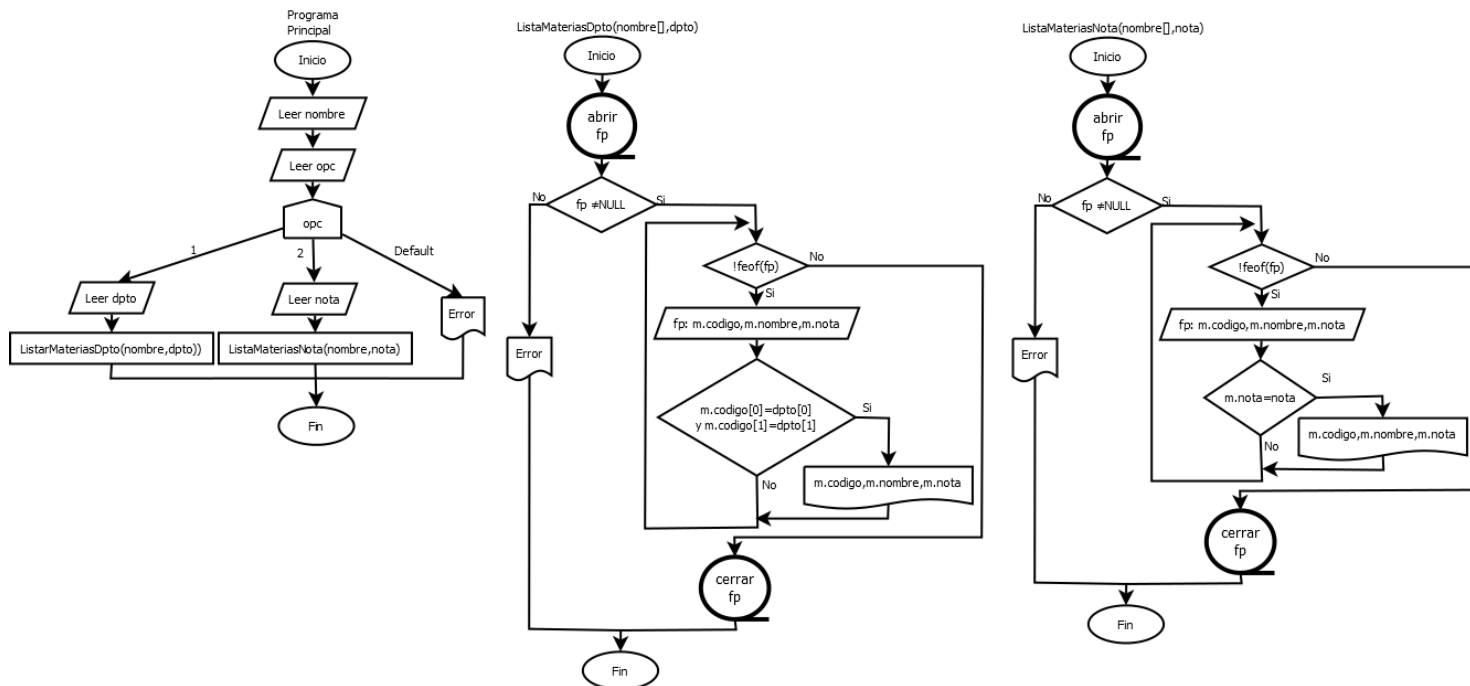 Programa
Principal
Inicio
Leer nombre
Leer opc
opc
1
2
Default
Leer dpto
Leer nota
Error
ListarMateriasDpto(nombre,dpto))
ListaMateriasNota(nombre,nota)
Fin
ListaMateriasDpto(nombre[],dpto)
Inicio
abrir
fp
No
fp ≠NULL
Si
!feof(fp)
No
Si
fp: m.codigo,m.nombre,m.nota
Error
m.codigo[0]=dpto[0]
y m.codigo[1]=dpto[1]
Si
No
m.codigo,m.nombre,m.nota
cerrar
fp
Fin
ListaMateriasNota(nombre[],nota)
Inicio
abrir
fp
No
fp ≠NULL
Si
!feof(fp)
No
Si
fp: m.codigo,m.nombre,m.nota
Error
m.nota=nota
Si
No
m.codigo,m.nombre,m.nota
cerrar
fp
Fin